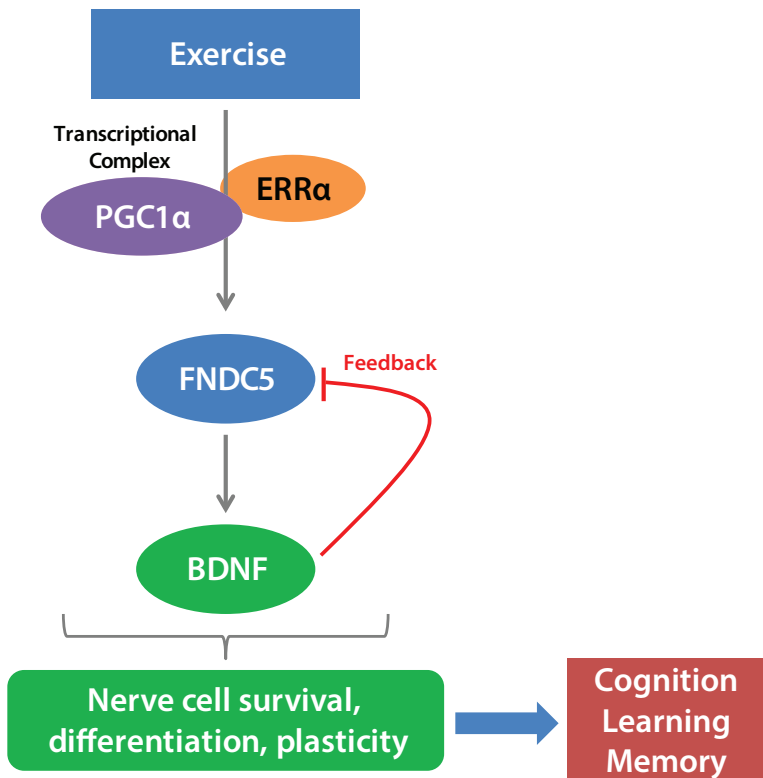 Exercise
Transcriptional
Complex
ERRα
PGC1α
Feedback
FNDC5
BDNF
Nerve cell survival,
differentiation, plasticity
Cognition
Learning
Memory